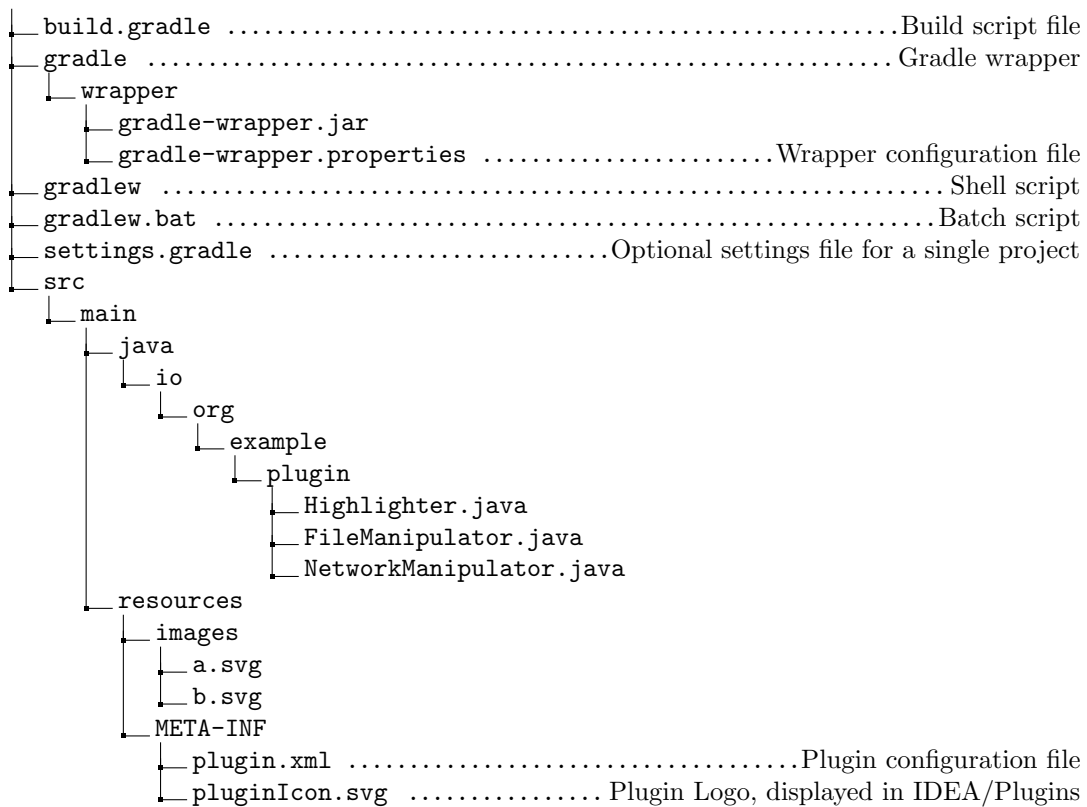 build.gradle ........................................................ Build script file
gradle .............................................................. Gradle wrapper
wrapper
gradle-wrapper.jar
gradle-wrapper.properties ........................ Wrapper configuration file
gradlew ................................................................. Shell script
gradlew.bat ............................................................ Batch script
settings.gradle ............................ Optional settings file for a single project
src
main
java
io
org
example
plugin
Highlighter.java
FileManipulator.java
NetworkManipulator.java
resources
images
a.svg
b.svg
META-INF
plugin.xml ...................................... Plugin configuration file
pluginIcon.svg ................ Plugin Logo, displayed in IDEA/Plugins